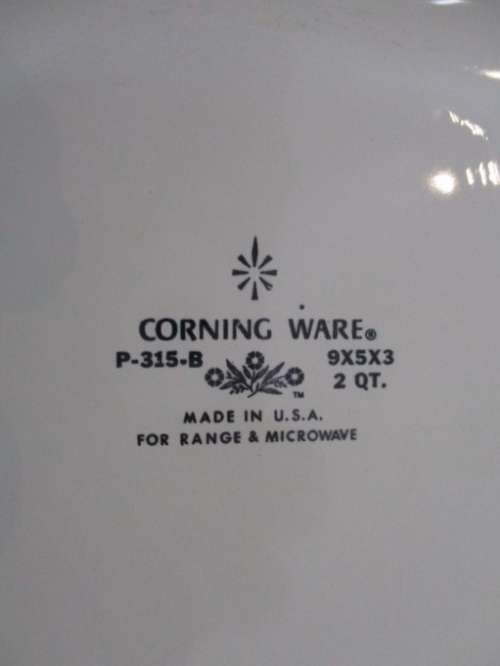 CORNING WARE®
P-315-B 9X5X3
2 QT.
TM
MADE IN U.S.A.
FOR RANGE & MICROWAVE